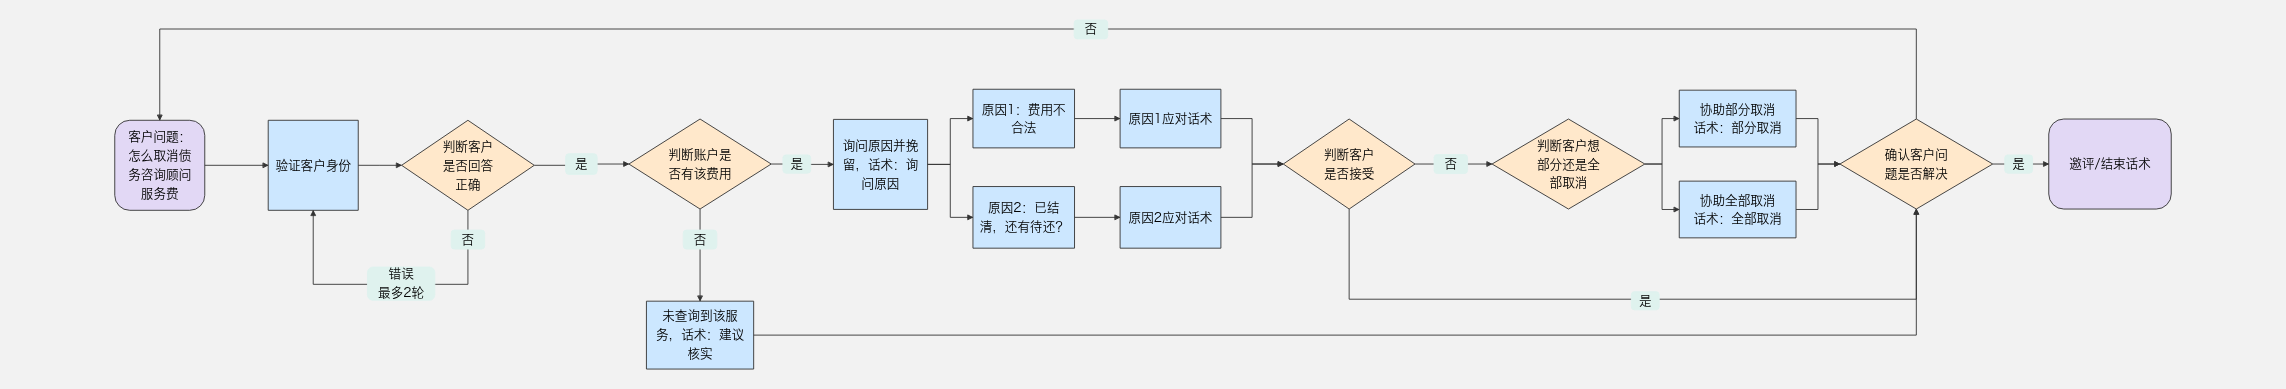 否
客户问题：
怎么取消债
务咨询顾问
服务费
验证客户身份
判断客户
是否回答
正确
否
错误
最多2轮
是
判断账户是
否有该费用
否
未查询到该服
务，话术：建议
核实
是
询问原因并挽
留，话术：询
问原因
原因1：费用不
合法
原因1应对话术
原因2：已结
清，还有待还？
原因2应对话术
判断客户
是否接受
是
否
判断客户想
部分还是全
部取消
协助部分取消
话术：部分取消
协助全部取消
话术：全部取消
确认客户问
题是否解决
是
邀评/结束话术